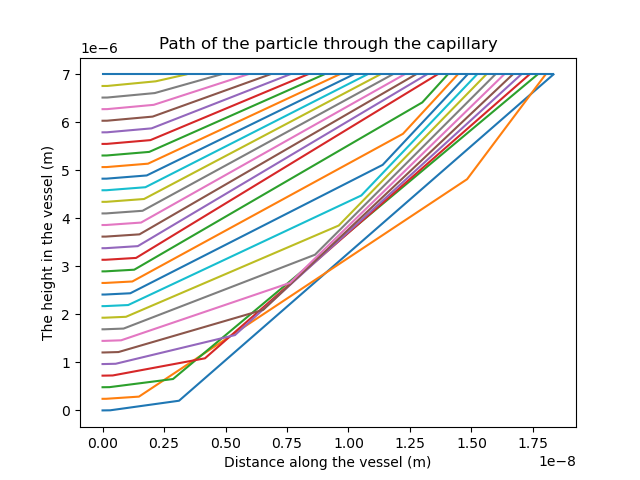 Path of the particle through the capillary
1e−6
The height in the vessel (m)
7
6
5
4
3
2
1
0
0.00 0.25 0.50 0.75 1.00 1.25 1.50 1.75
1e−8
Distance along the vessel (m)